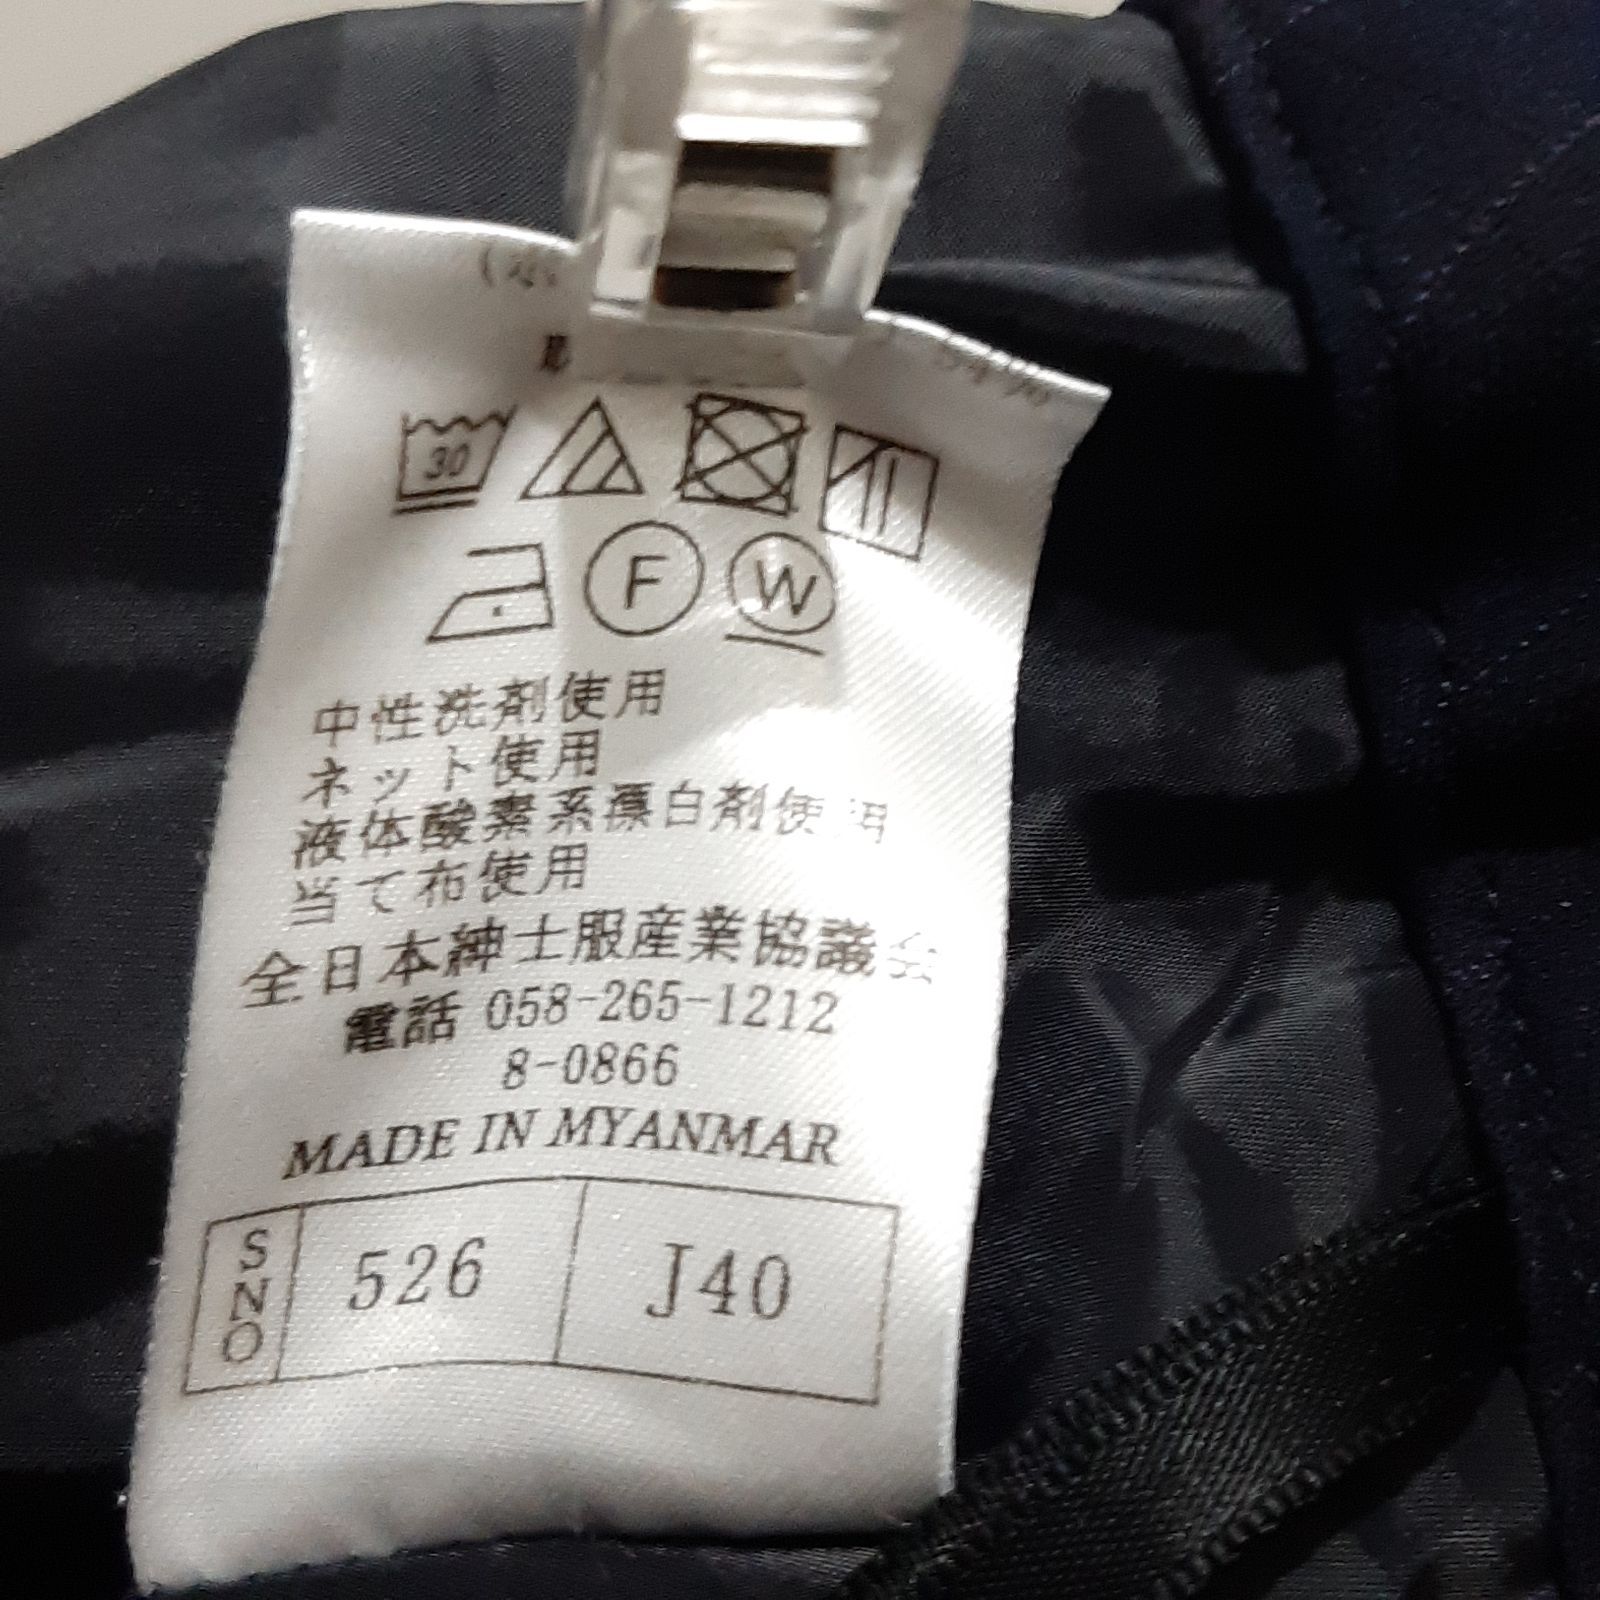 30
F W
中性洗剤使用
ネット使用
液体酸素系漂白剤使用
当て布使用
全日本紳士服産業協議会
電話 058-265-1212
8-0866
MADE IN MYANMAR
SNO 526 J40